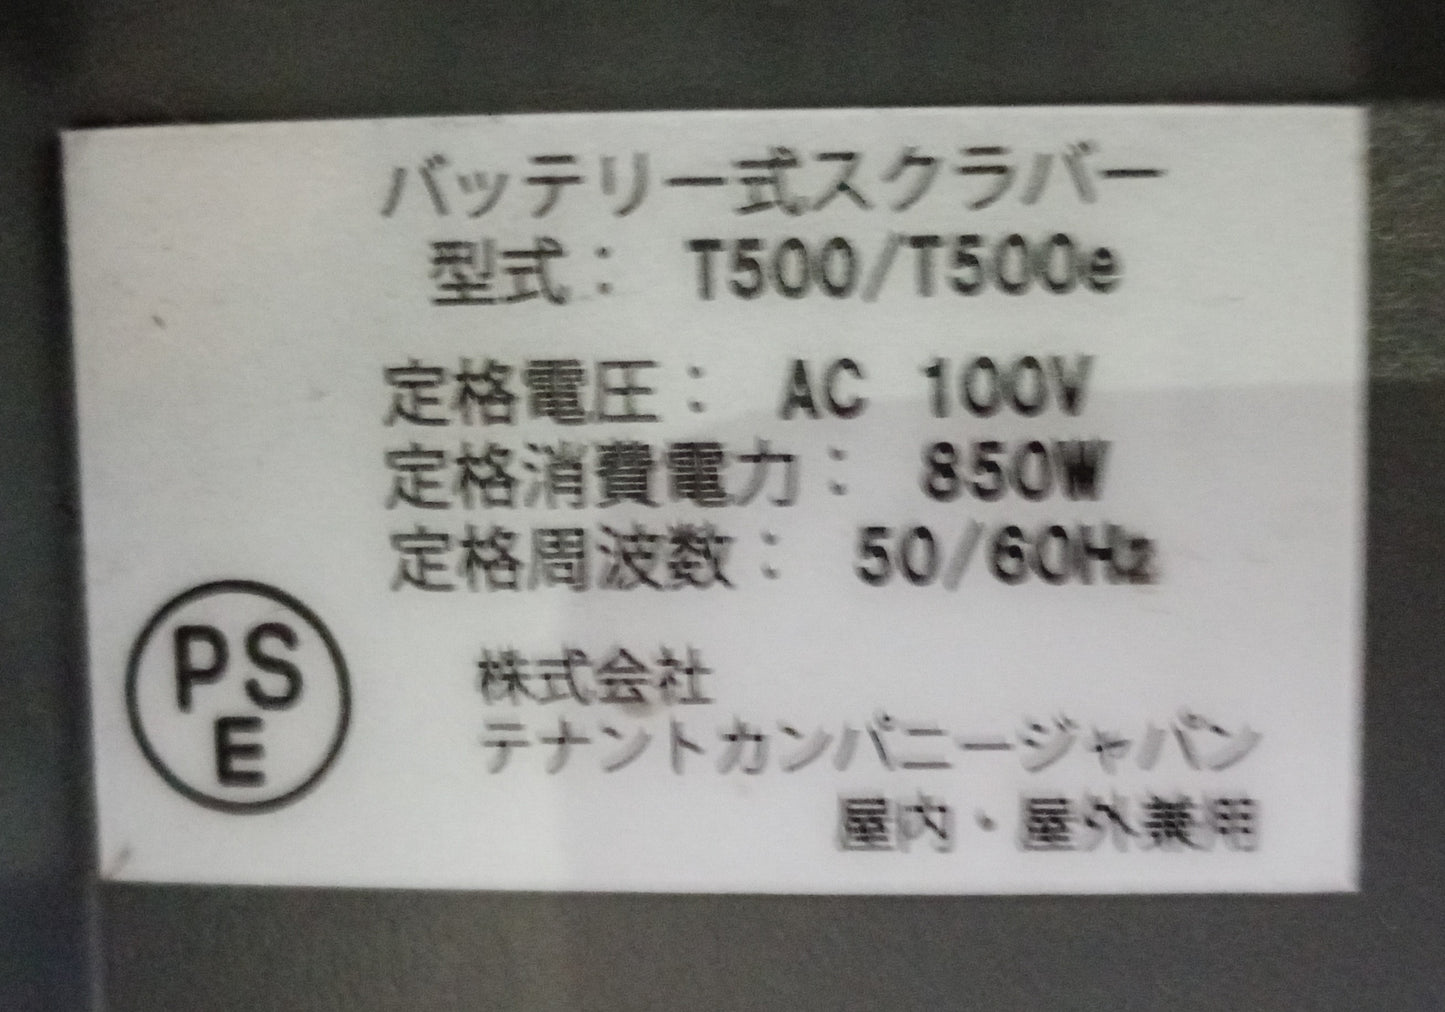 バッテリー式スクラバー
型式： T500/T500e
定格電圧： AC 100V
定格消費電力： 850W
定格周波数： 50/60Hz
PS
E
株式会社
テナントカンパニージャパン
屋内・屋外兼用